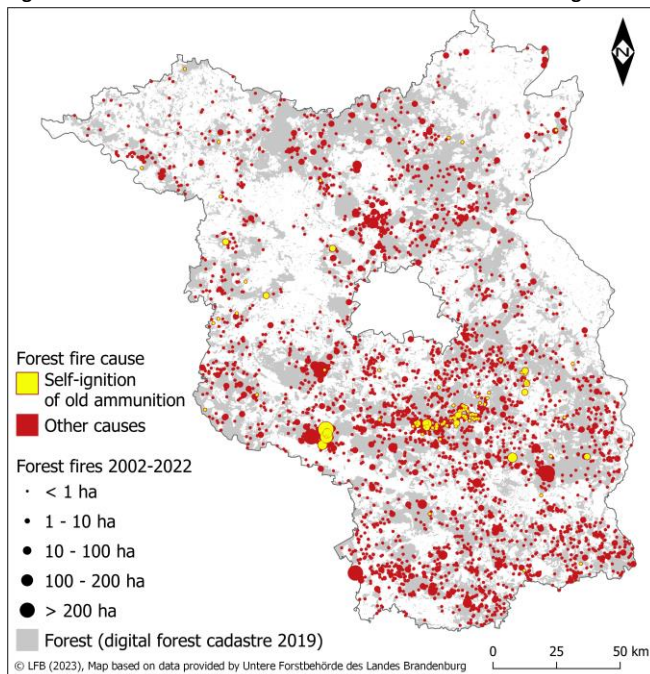 N
Forest fire cause
Self-ignition
of old ammunition
Other causes
Forest fires 2002-2022
< 1 ha
1 - 10 ha
10 - 100 ha
100 - 200 ha
> 200 ha
Forest (digital forest cadastre 2019)
© LFB (2023), Map based on data provided by Untere Forstbehörde des Landes Brandenburg
0 25 50 km